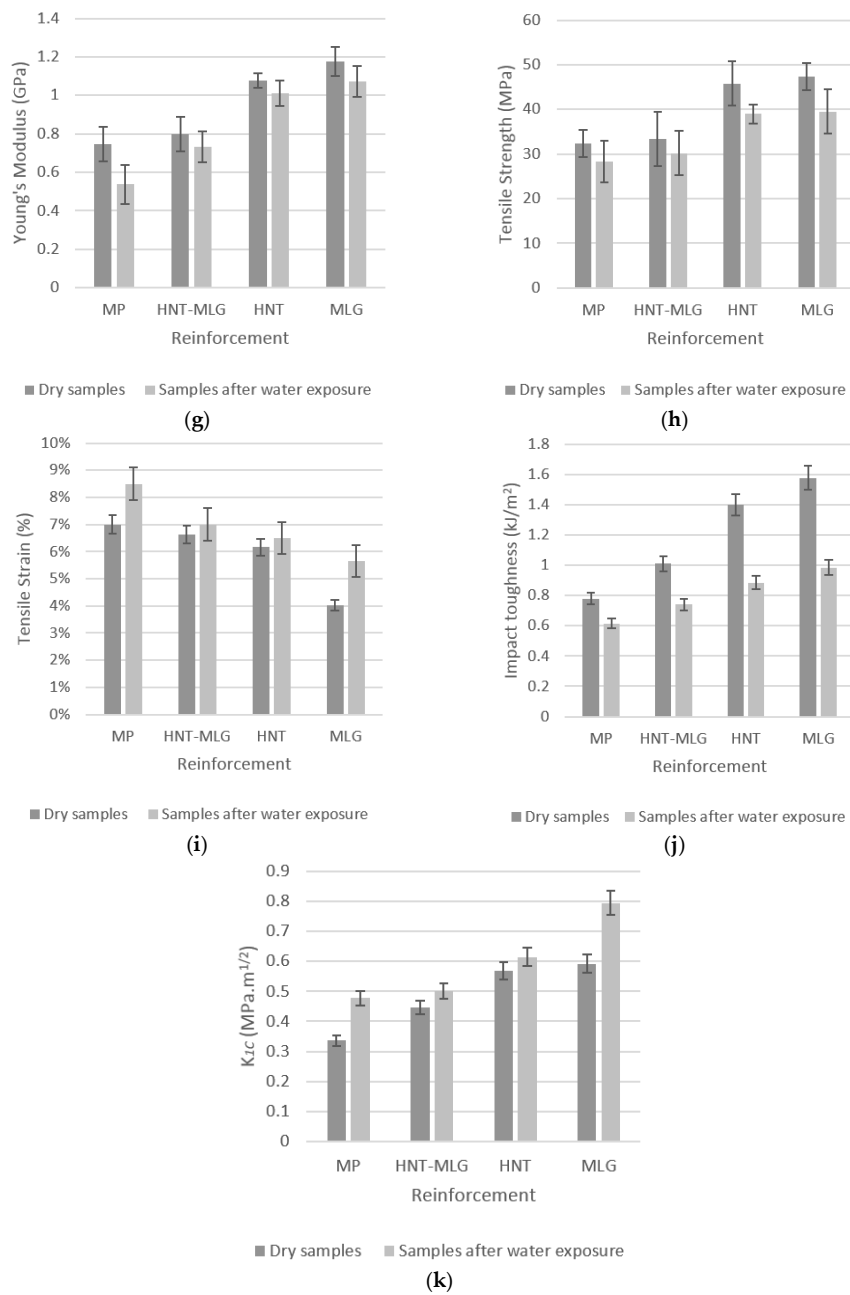 Young's Modulus (GPa)
1.4
1.2
1
0.8
0.6
0.4
0.2
0
MP HNT-MLG HNT MLG
Reinforcement
Dry samples Samples after water exposure
(g)
Tensile Strength (MPa)
60
50
40
30
20
10
0
MP HNT-MLG HNT MLG
Reinforcement
Dry samples Samples after water exposure
(h)
Tensile Strain (%)
10%
9%
8%
7%
6%
5%
4%
3%
2%
1%
0%
MP HNT-MLG HNT MLG
Reinforcement
Dry samples Samples after water exposure
(i)
Impact toughness (kJ/m²)
1.8
1.6
1.4
1.2
1
0.8
0.6
0.4
0.2
0
MP HNT-MLG HNT MLG
Reinforcement
Dry samples Samples after water exposure
(j)
K1c (MPa.m1/2)
0.9
0.8
0.7
0.6
0.5
0.4
0.3
0.2
0.1
0
MP HNT-MLG HNT MLG
Reinforcement
Dry samples Samples after water exposure
(k)